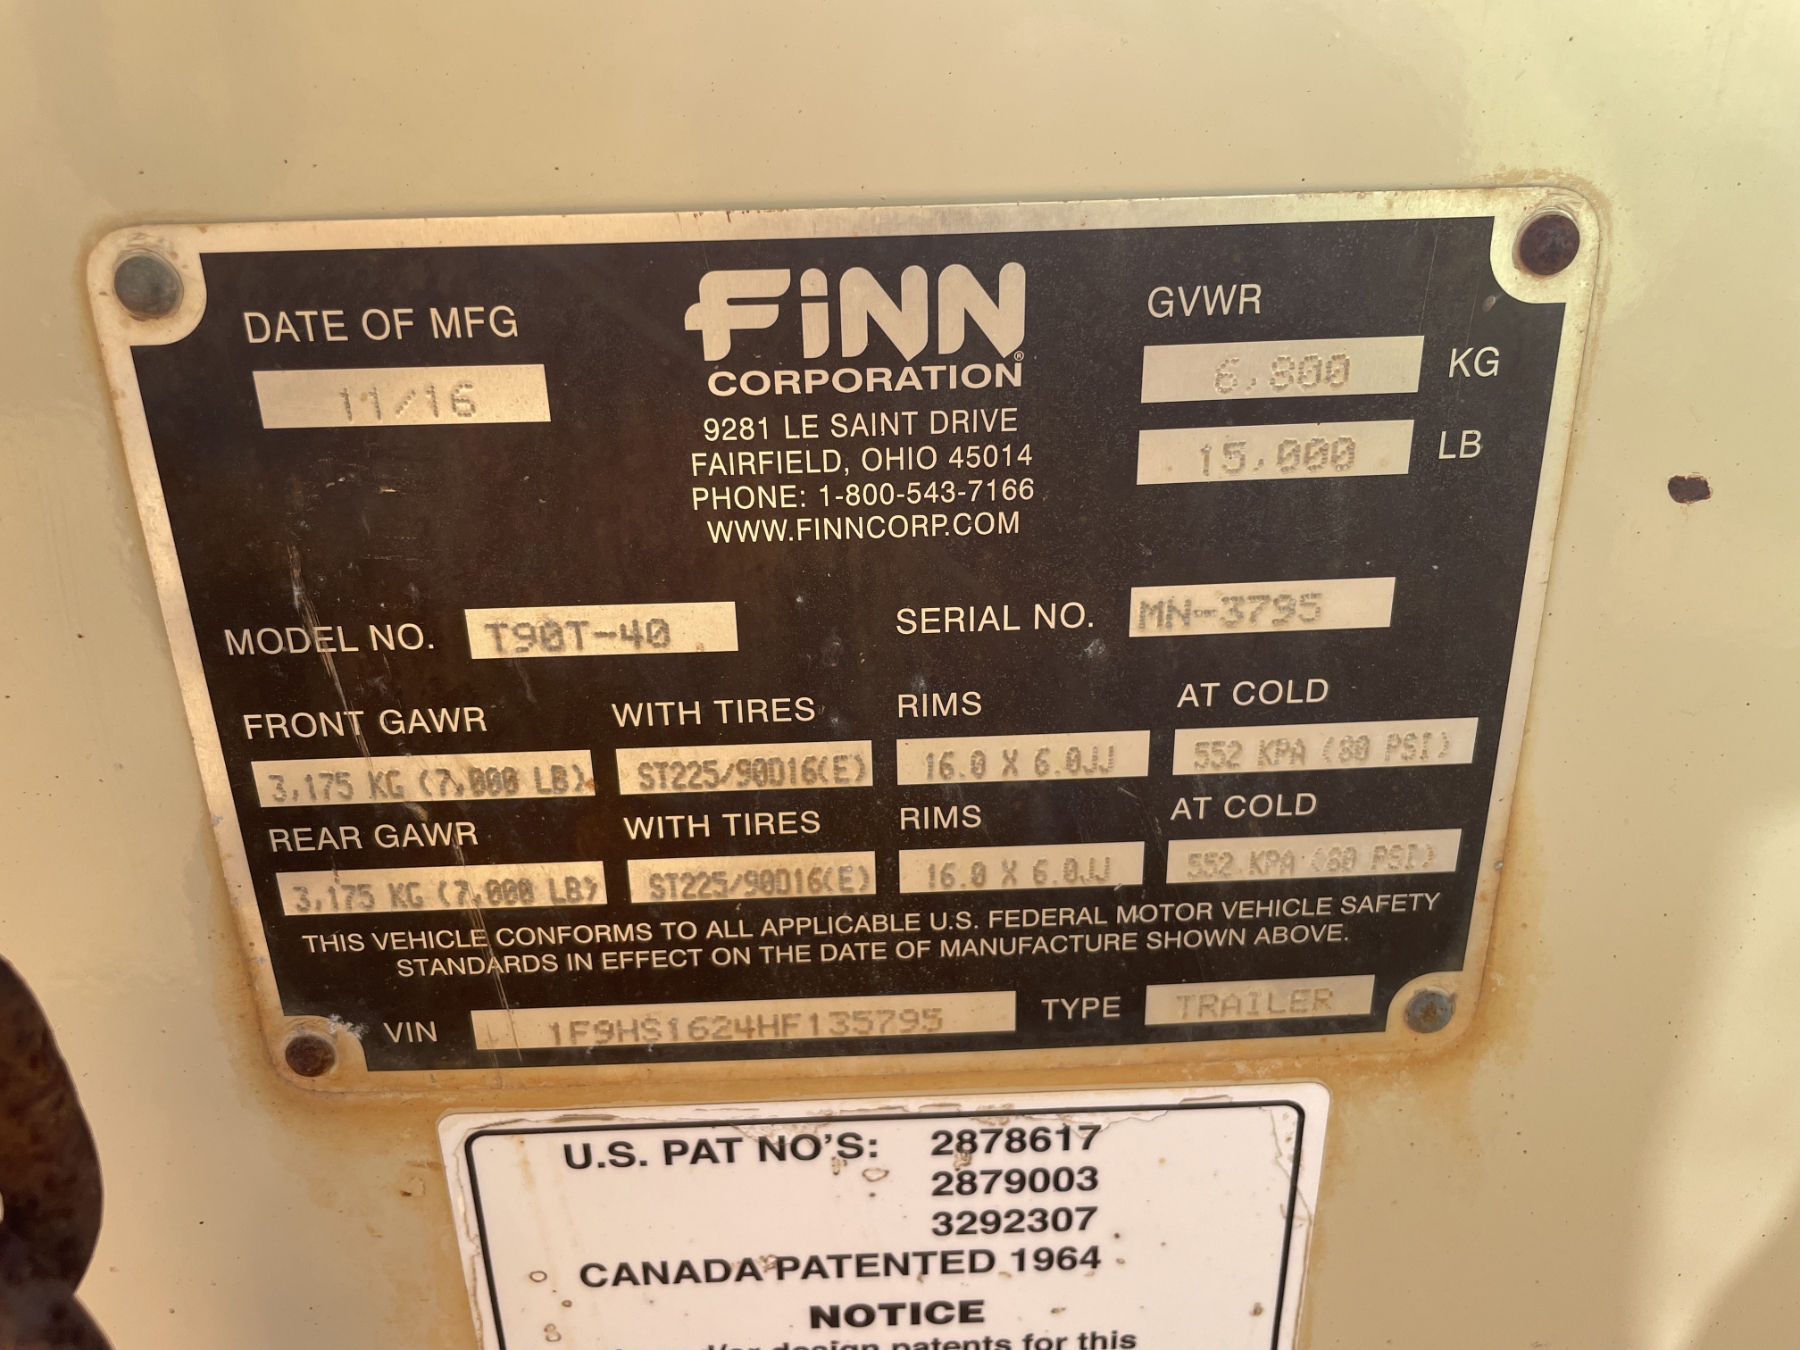 DATE OF MFG
11/16
FINN®
CORPORATION
9281 LE SAINT DRIVE
FAIRFIELD, OHIO 45014
PHONE: 1-800-543-7166
WWW.FINNCORP.COM
GVWR
6,800 KG
15,000 LB
MODEL NO. T90T-40 SERIAL NO. MN-3795
FRONT GAWR WITH TIRES RIMS AT COLD
3,175 KG (7,000 LB) ST225/90D16(E) 16.0 X 6.0JJ 552 KPA (80 PSI)
REAR GAWR WITH TIRES RIMS AT COLD
3,175 KG (7,000 LB) ST225/90D16(E) 16.0 X 6.0JJ 552 KPA (80 PSI)
THIS VEHICLE CONFORMS TO ALL APPLICABLE U.S. FEDERAL MOTOR VEHICLE SAFETY
STANDARDS IN EFFECT ON THE DATE OF MANUFACTURE SHOWN ABOVE.
VIN 1F9HS1624HF135795 TYPE TRAILER
U.S. PAT NO'S: 2878617
2879003
3292307
CANADA PATENTED 1964
NOTICE
design patents for this